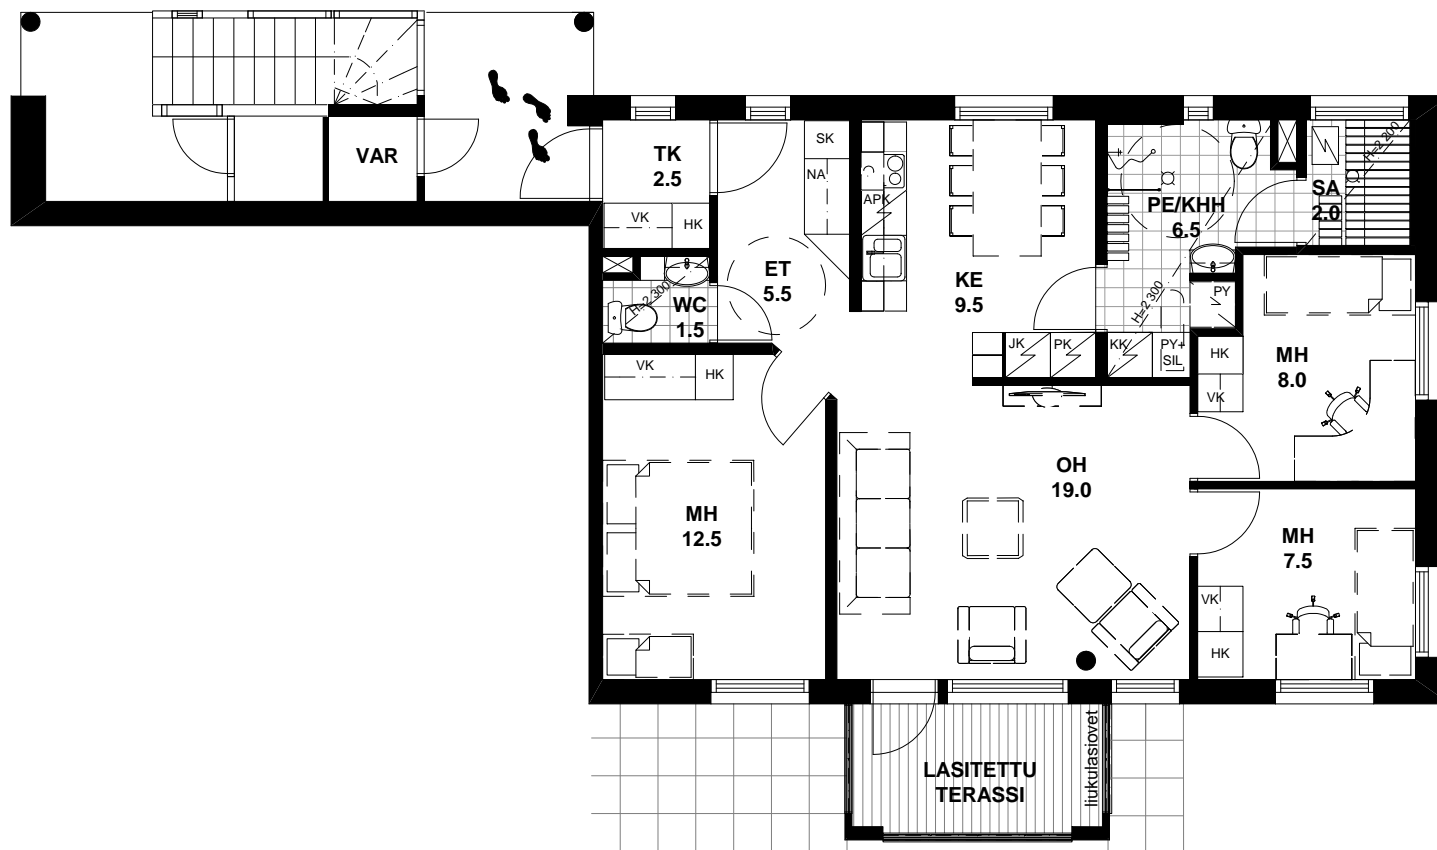 VAR
TK
2.5
VK
HK
SK
NA
APK
ET
5.5
WC
1.5
H=2 300
KE
9.5
PE/KHH
6.5
H=2 300
SA
2.0
H=2 200
PY
JK
PK
KK
PY+
SIL
VK
HK
MH
12.5
OH
19.0
HK
VK
MH
8.0
MH
7.5
VK
HK
LASITETTU
TERASSI
liukulasiovet